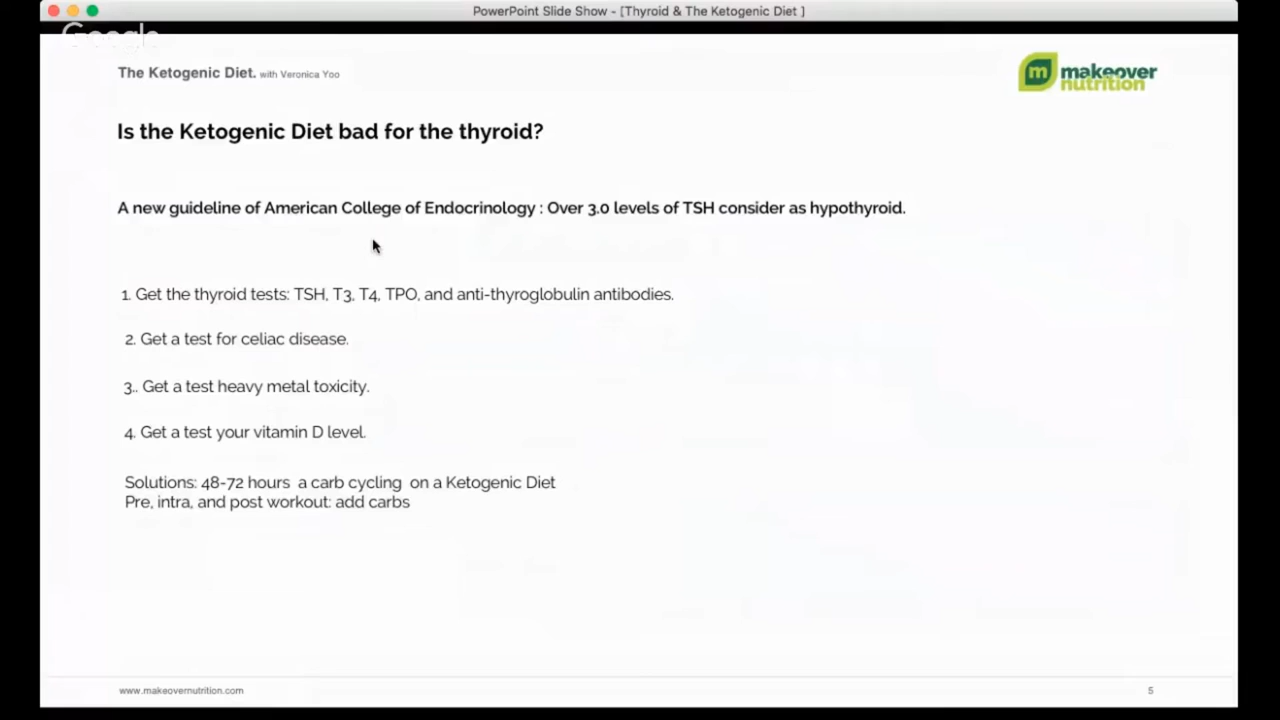 PowerPoint Slide Show - [Thyroid & The Ketogenic Diet ]
Google
The Ketogenic Diet. with Veronica Yoo
makeover
nutrition
Is the Ketogenic Diet bad for the thyroid?
A new guideline of American College of Endocrinology : Over 3.0 levels of TSH consider as hypothyroid.
1. Get the thyroid tests: TSH, T3, T4, TPO, and anti-thyroglobulin antibodies.
2. Get a test for celiac disease.
3.. Get a test heavy metal toxicity.
4. Get a test your vitamin D level.
Solutions: 48-72 hours a carb cycling on a Ketogenic Diet
Pre, intra, and post workout: add carbs
www.makeovernutrition.com
5